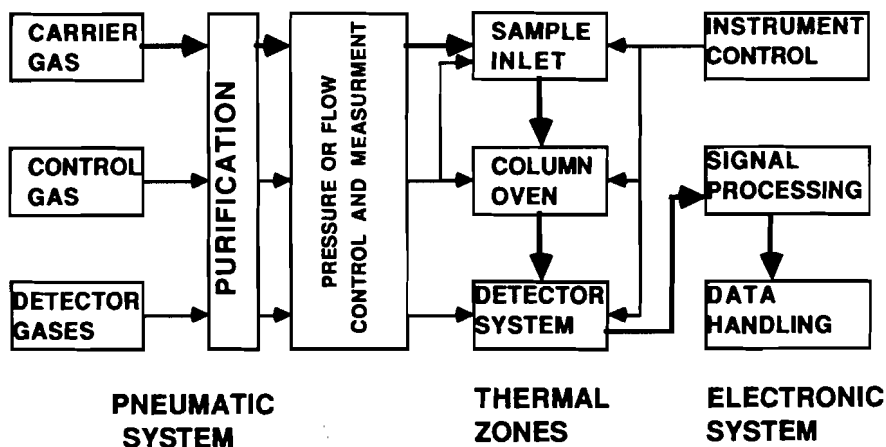 CARRIER
GAS
CONTROL
GAS
DETECTOR
GASES
PURIFICATION
PRESSURE OR FLOW
CONTROL AND MEASURMENT
SAMPLE
INLET
COLUMN
OVEN
DETECTOR
SYSTEM
INSTRUMENT
CONTROL
SIGNAL
PROCESSING
DATA
HANDLING
PNEUMATIC
SYSTEM
THERMAL
ZONES
ELECTRONIC
SYSTEM